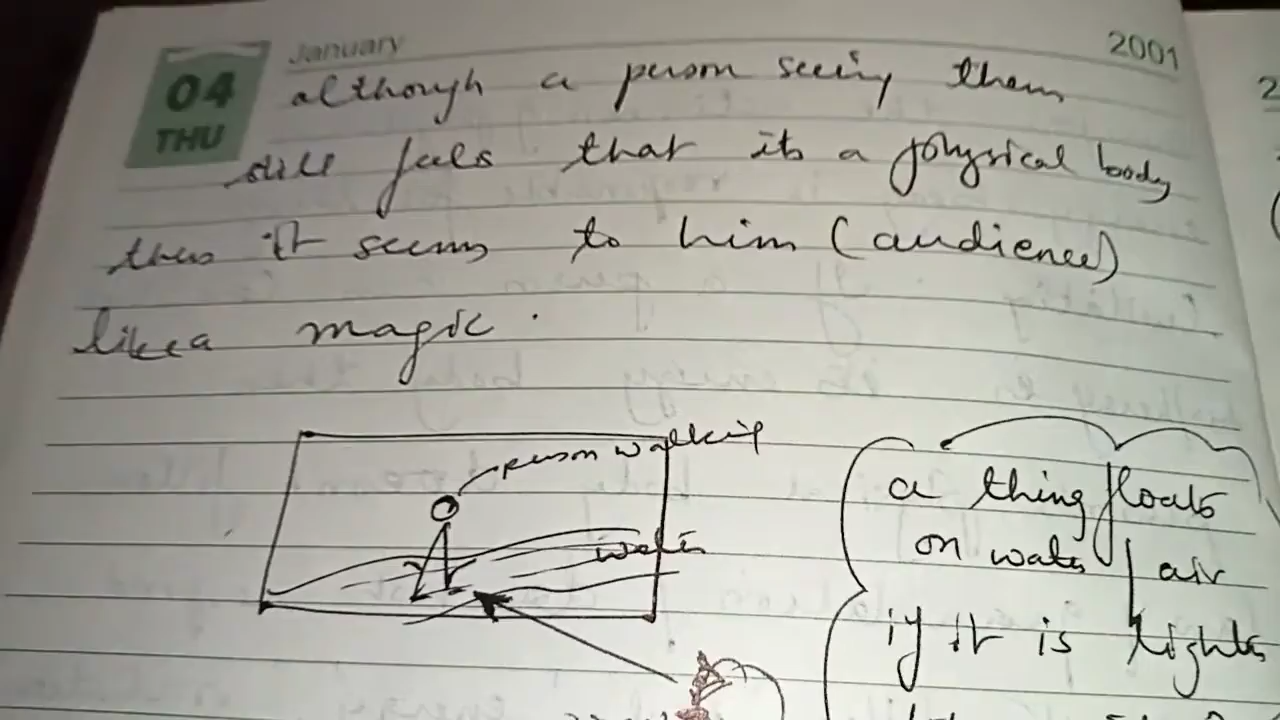 January 2001
04
THU
although a person seeing them
still feels that its a physical body
thus it seems to him (audience)
like a magic.
person walking
water
a thing floats
on water / air
if it is lighter